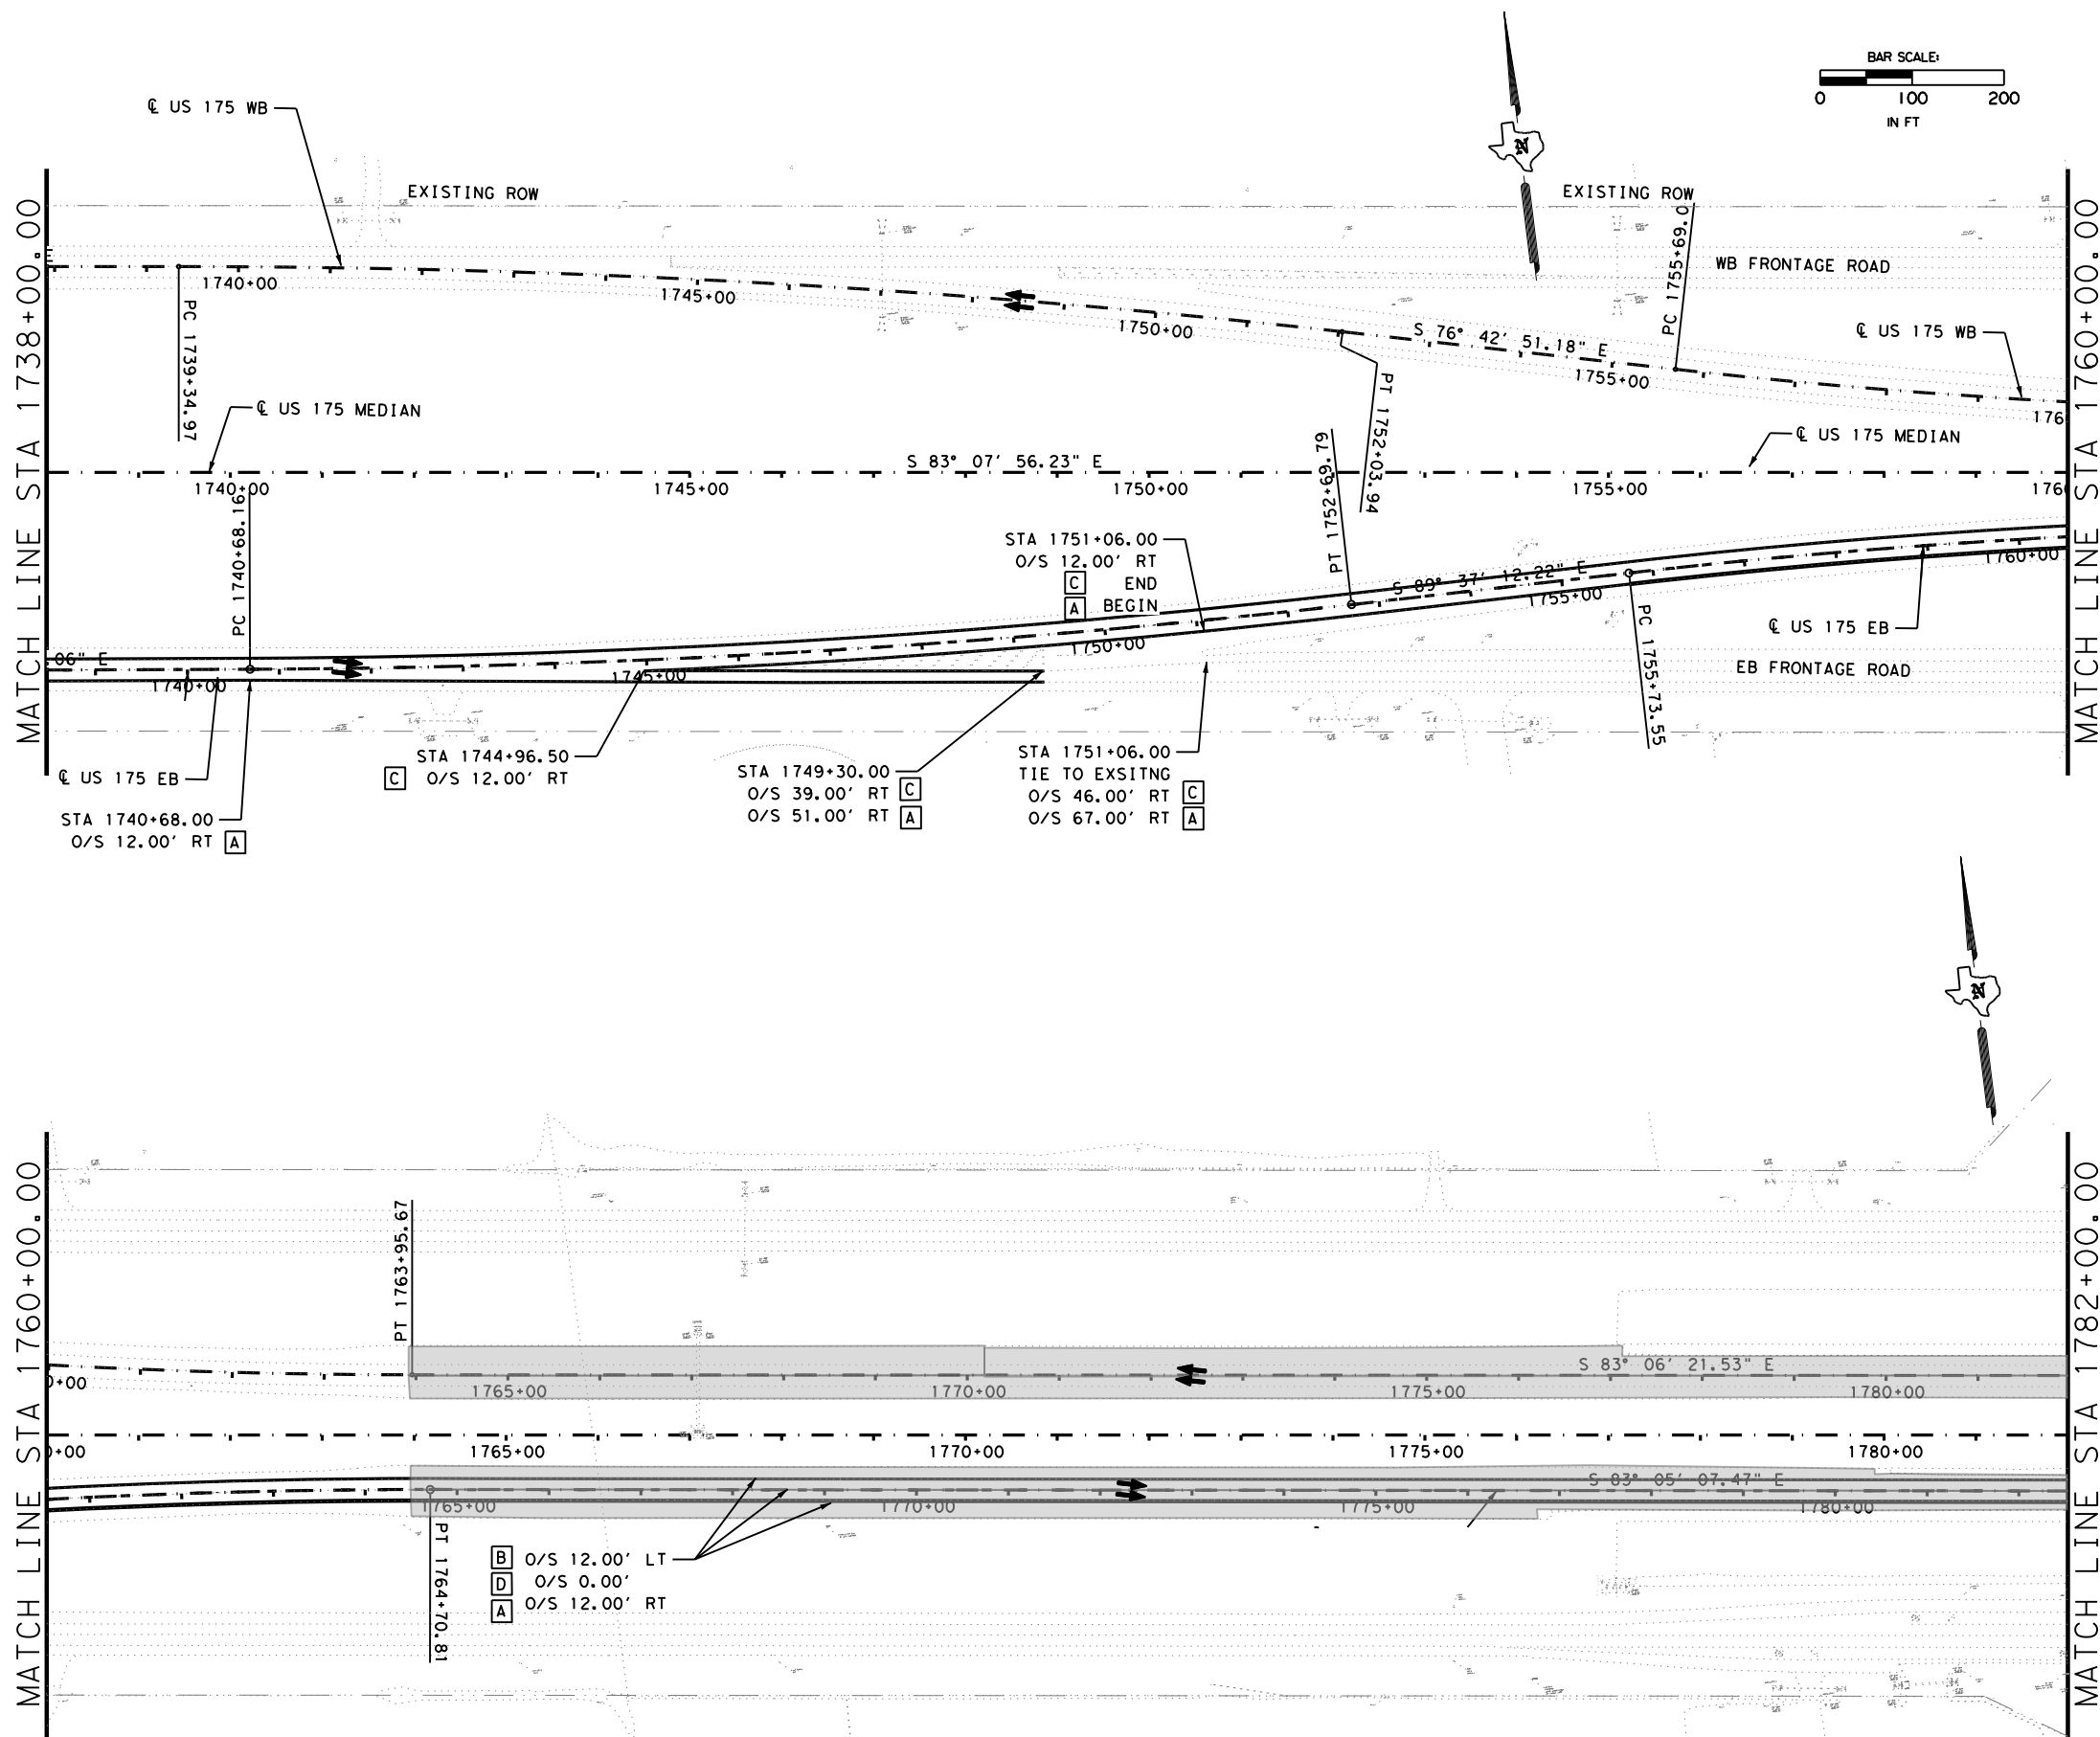 BAR SCALE:
0 100 200
IN FT
℄ US 175 WB
EXISTING ROW
EXISTING ROW
WB FRONTAGE ROAD
MATCH LINE STA 1738+00.00
MATCH LINE STA 1760+00.00
1740+00
1745+00
1750+00
1755+00
176
PC 1739+34.97
S 76° 42' 51.18" E
PT 1752+03.94
PC 1755+69.0
℄ US 175 WB
℄ US 175 MEDIAN
S 83° 07' 56.23" E
℄ US 175 MEDIAN
1740+00
1745+00
1750+00
1755+00
176
PC 1740+68.16
PT 1752+69.79
STA 1751+06.00
O/S 12.00' RT
C END
A BEGIN
S 89° 37' 12.22" E
06" E
1740+00
1745+00
1750+00
1755+00
1760+00
℄ US 175 EB
PC 1755+73.55
EB FRONTAGE ROAD
℄ US 175 EB
STA 1740+68.00
O/S 12.00' RT A
STA 1744+96.50
C O/S 12.00' RT
STA 1749+30.00
O/S 39.00' RT C
O/S 51.00' RT A
STA 1751+06.00
TIE TO EXSITNG
O/S 46.00' RT C
O/S 67.00' RT A
MATCH LINE STA 1760+00.00
MATCH LINE STA 1782+00.00
PT 1763+95.67
S 83° 06' 21.53" E
0+00
1765+00
1770+00
1775+00
1780+00
0+00
1765+00
1770+00
1775+00
1780+00
S 83° 05' 07.47" E
1765+00
1770+00
1775+00
1780+00
PT 1764+70.81
B O/S 12.00' LT
D O/S 0.00'
A O/S 12.00' RT